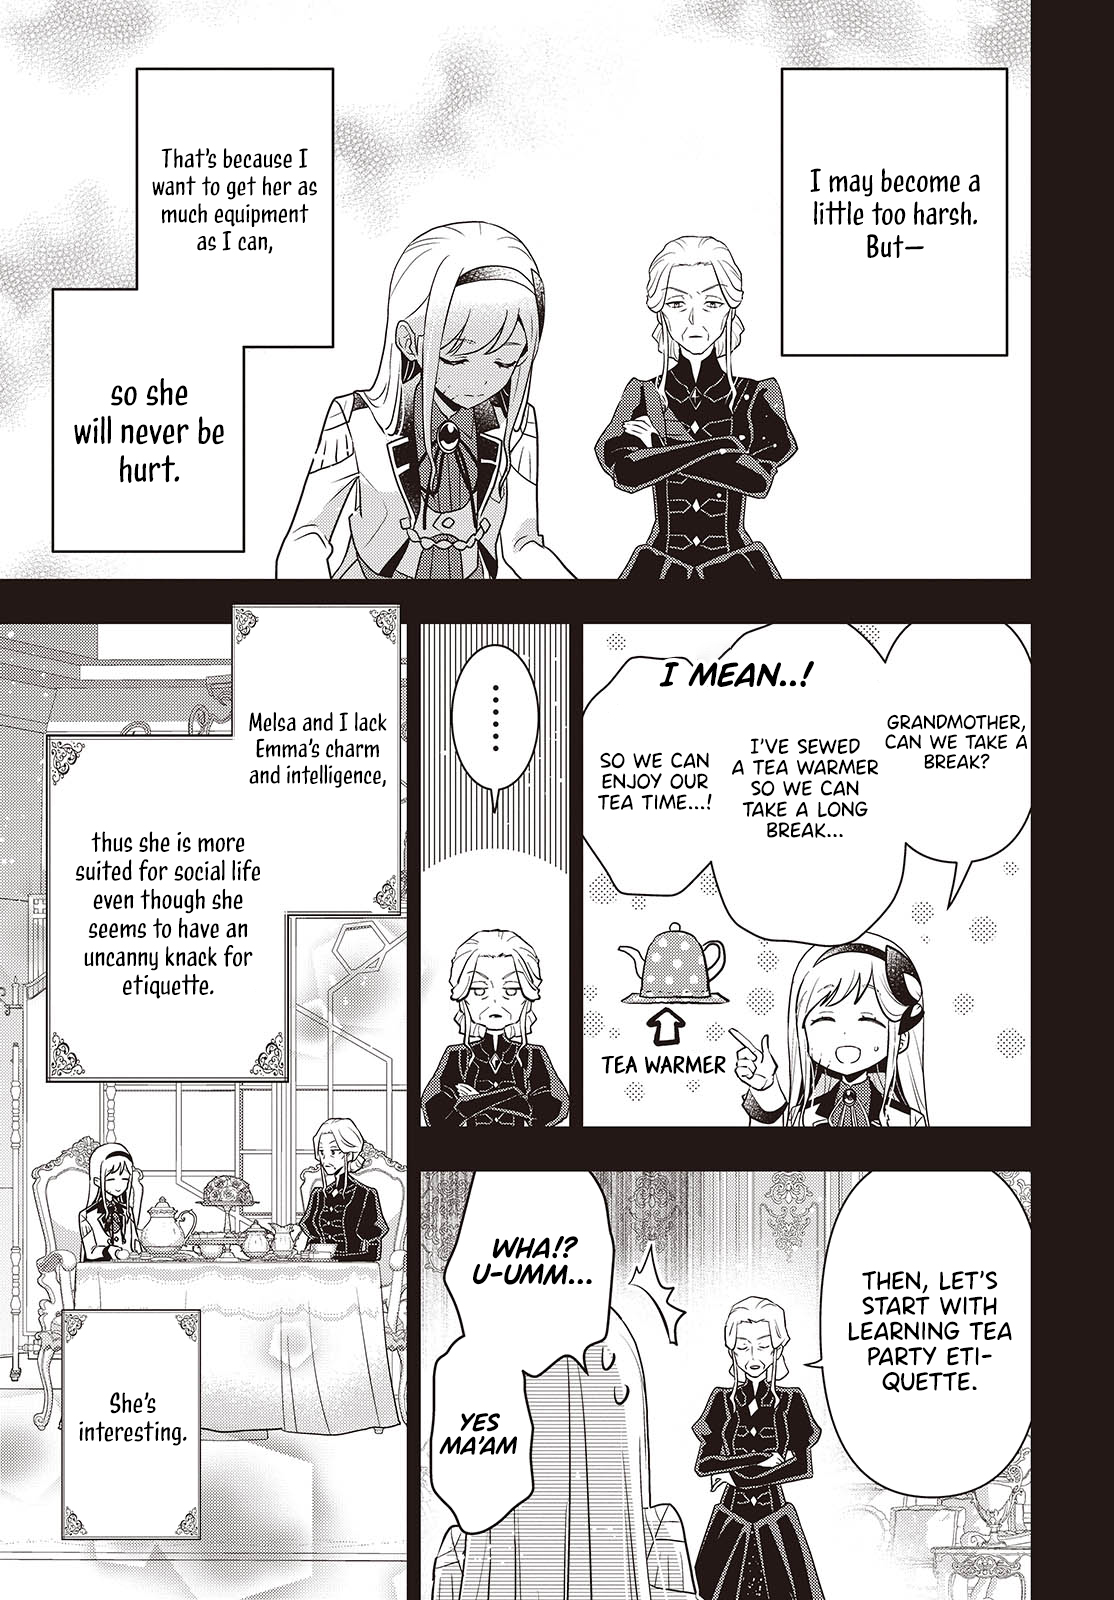 I may become a
little too harsh.
But—
That's because I
want to get her as
much equipment
as I can,
so she
will never be
hurt.
GRANDMOTHER,
CAN WE TAKE A
BREAK?
I MEAN..!
I'VE SEWED
A TEA WARMER
SO WE CAN
TAKE A LONG
BREAK...
SO WE CAN
ENJOY OUR
TEA TIME...!
TEA WARMER
........
Melsa and I lack
Emma's charm
and intelligence,
thus she is more
suited for social life
even though she
seems to have an
uncanny knack for
etiquette.
THEN, LET'S
START WITH
LEARNING TEA
PARTY ETI-
QUETTE.
WHA!?
U-UMM...
YES
MA'AM
She's
interesting.